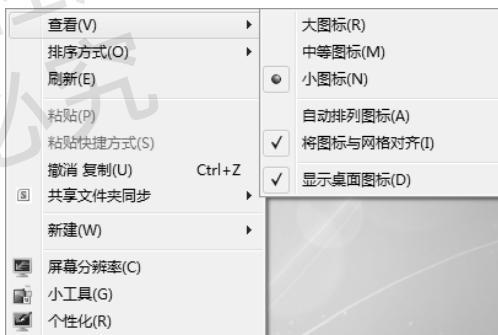 查看(V)
排序方式(O)
刷新(E)
粘贴(P)
粘贴快捷方式(S)
撤消 复制(U) Ctrl+Z
共享文件夹同步
新建(W)
屏幕分辨率(C)
小工具(G)
个性化(R)
大图标(R)
中等图标(M)
小图标(N)
自动排列图标(A)
将图标与网格对齐(I)
显示桌面图标(D)